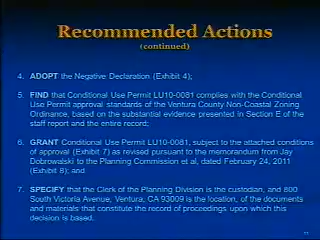 Recommended Actions
(continued)
4. ADOPT the Negative Declaration (Exhibit 4);
5. FIND that Conditional Use Permit LU10-0081 complies with the Conditional
Use Permit approval standards of the Ventura County Non-Coastal Zoning
Ordinance, based on the substantial evidence presented in Section E of the
staff report and the entire record;
6. GRANT Conditional Use Permit LU10-0081, subject to the attached conditions
of approval (Exhibit 7) as revised pursuant to the memorandum from Jay
Dobrowalski to the Planning Commission et al, dated February 24, 2011
(Exhibit 8); and
7. SPECIFY that the Clerk of the Planning Division is the custodian, and 800
South Victoria Avenue, Ventura, CA 93009 is the location, of the documents
and materials that constitute the record of proceedings upon which this
decision is based.